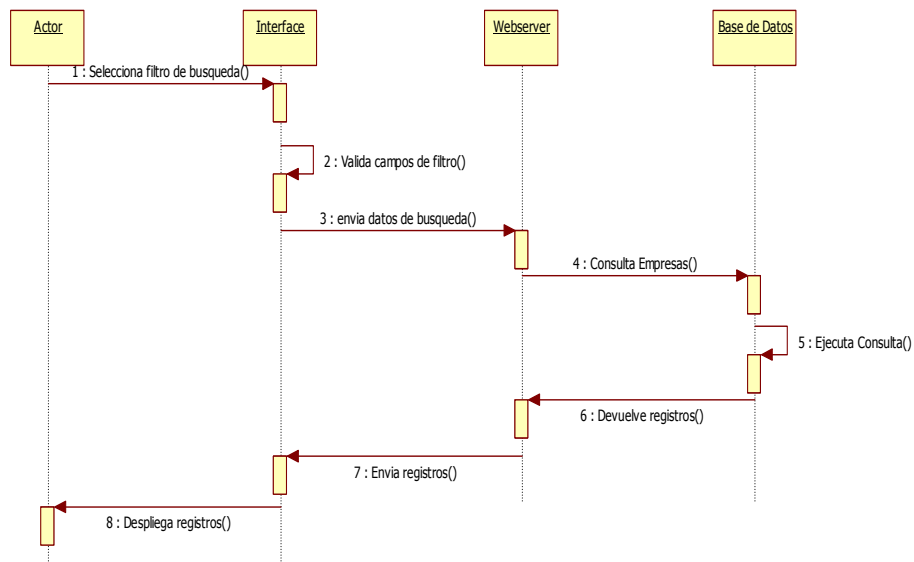 Actor
Interface
Webserver
Base de Datos
1 : Selecciona filtro de busqueda()
2 : Valida campos de filtro()
3 : envia datos de busqueda()
4 : Consulta Empresas()
5 : Ejecuta Consulta()
6 : Devuelve registros()
7 : Envia registros()
8 : Despliega registros()